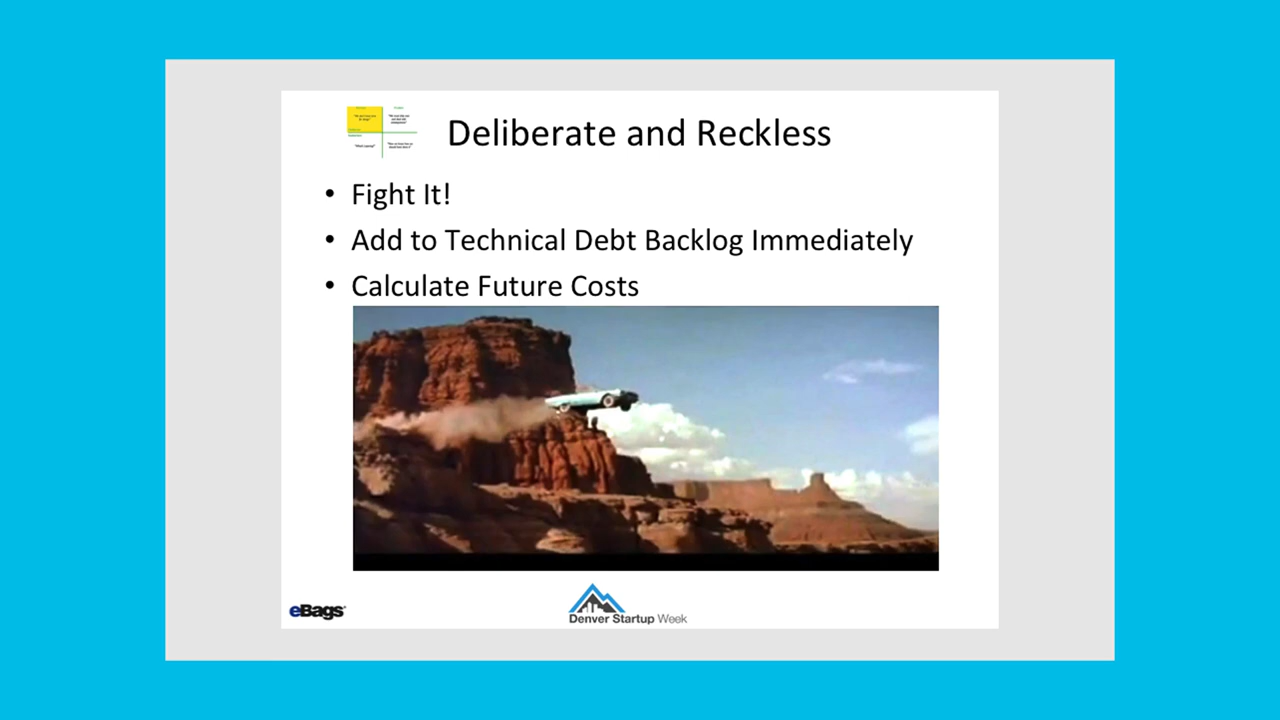 Deliberate and Reckless
• Fight It!
• Add to Technical Debt Backlog Immediately
• Calculate Future Costs
eBags
Denver Startup Week